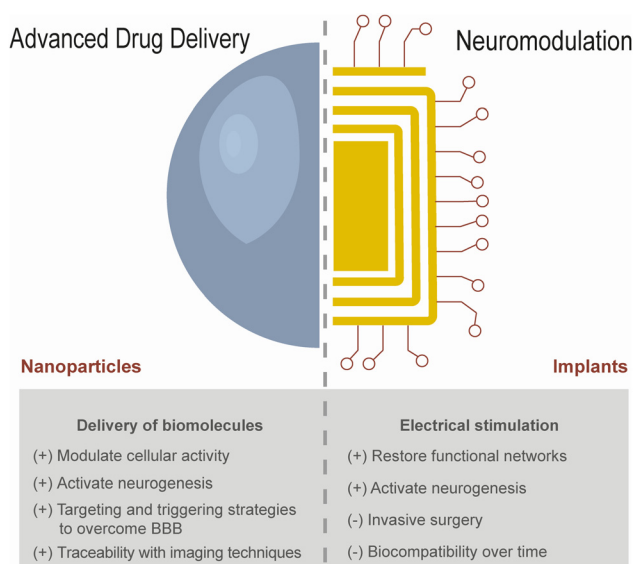 Advanced Drug Delivery
Neuromodulation
Nanoparticles
Implants
Delivery of biomolecules
(+) Modulate cellular activity
(+) Activate neurogenesis
(+) Targeting and triggering strategies
to overcome BBB
(+) Traceability with imaging techniques
Electrical stimulation
(+) Restore functional networks
(+) Activate neurogenesis
(-) Invasive surgery
(-) Biocompatibility over time